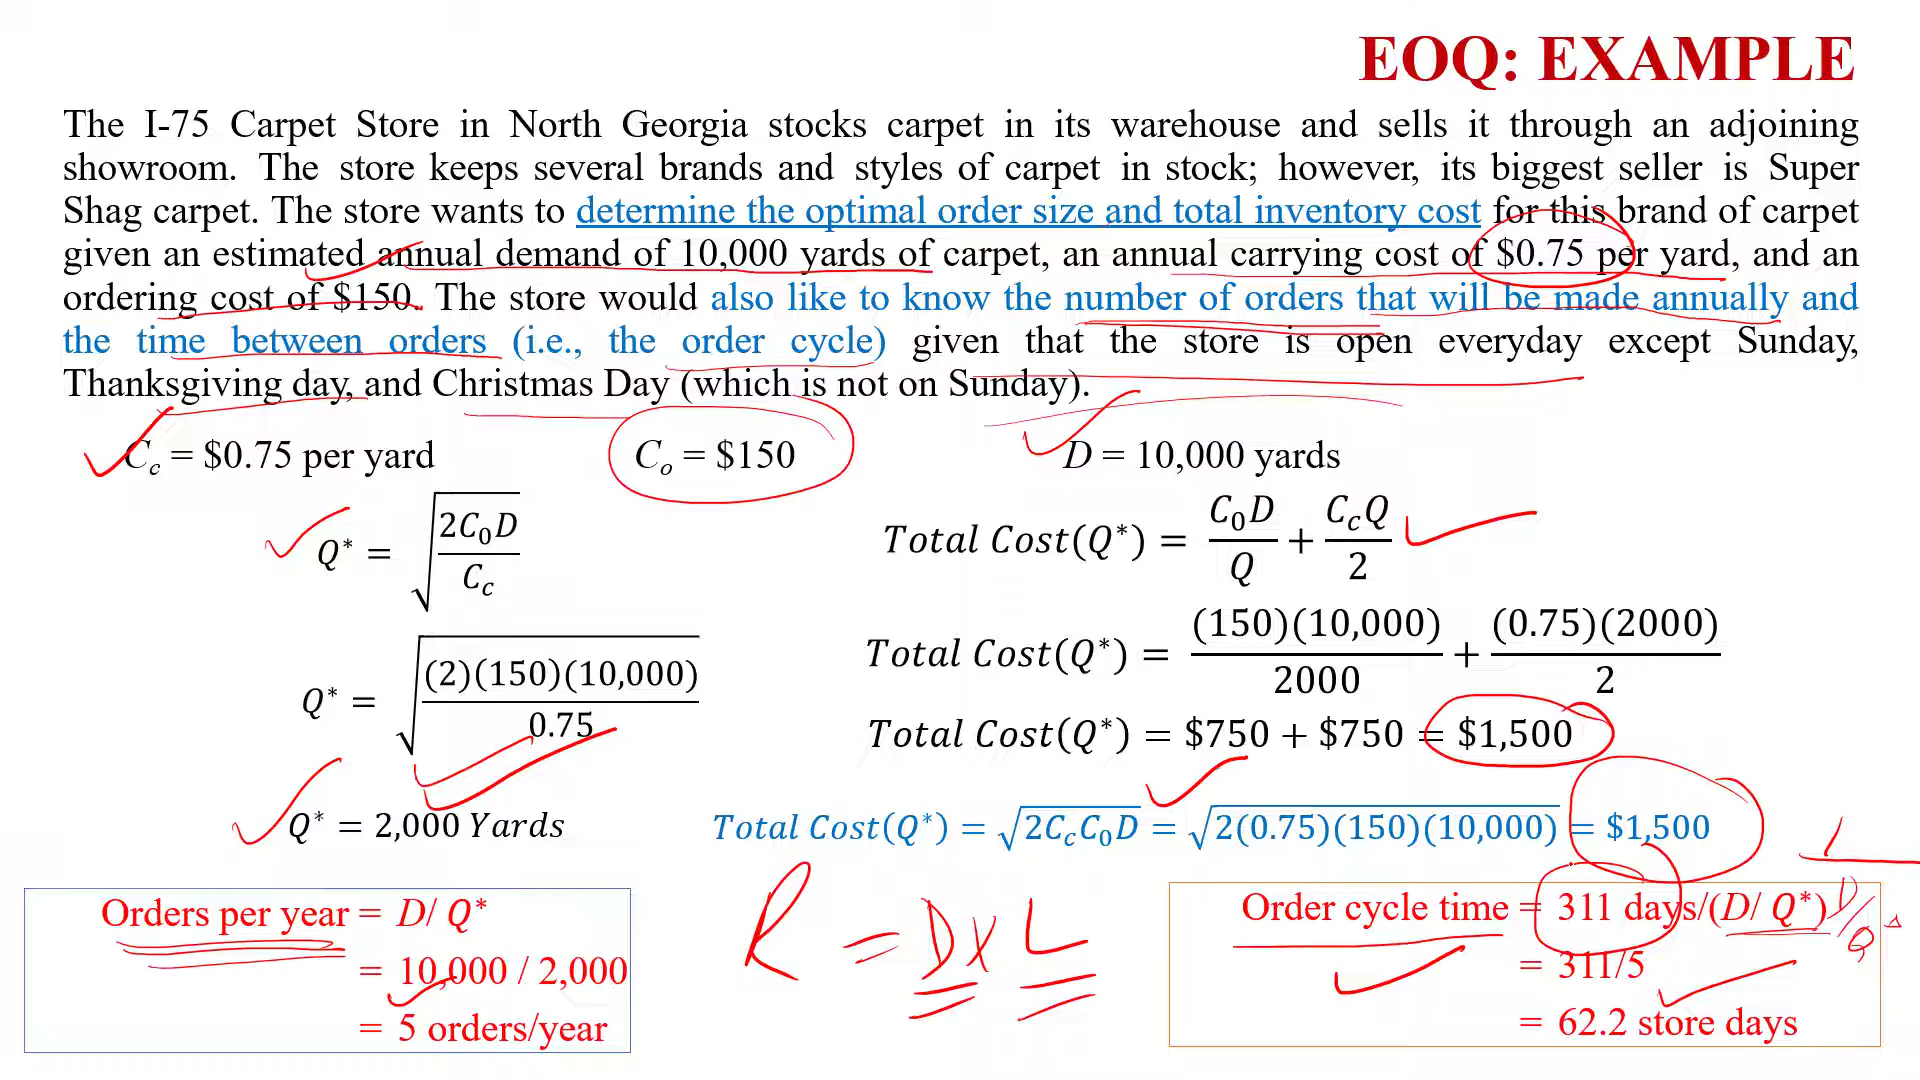 EOQ: EXAMPLE
The I-75 Carpet Store in North Georgia stocks carpet in its warehouse and sells it through an adjoining
showroom. The store keeps several brands and styles of carpet in stock; however, its biggest seller is Super
Shag carpet. The store wants to determine the optimal order size and total inventory cost for this brand of carpet
given an estimated annual demand of 10,000 yards of carpet, an annual carrying cost of $0.75 per yard, and an
ordering cost of $150. The store would also like to know the number of orders that will be made annually and
the time between orders (i.e., the order cycle) given that the store is open everyday except Sunday,
Thanksgiving day, and Christmas Day (which is not on Sunday).
C_c = $0.75 per yard C_o = $150 D = 10,000 yards
Q* = √(2C_0D / C_c)
Total Cost(Q*) = C_0D/Q + C_cQ/2
Q* = √((2)(150)(10,000) / 0.75)
Total Cost(Q*) = (150)(10,000)/2000 + (0.75)(2000)/2
Total Cost(Q*) = $750 + $750 = $1,500
Q* = 2,000 Yards
Total Cost(Q*) = √(2C_cC_0D) = √(2(0.75)(150)(10,000)) = $1,500
Orders per year = D/ Q*
= 10,000 / 2,000
= 5 orders/year
R = D x L
Order cycle time = 311 days/(D/ Q*)
= 311/5
= 62.2 store days
D/Q